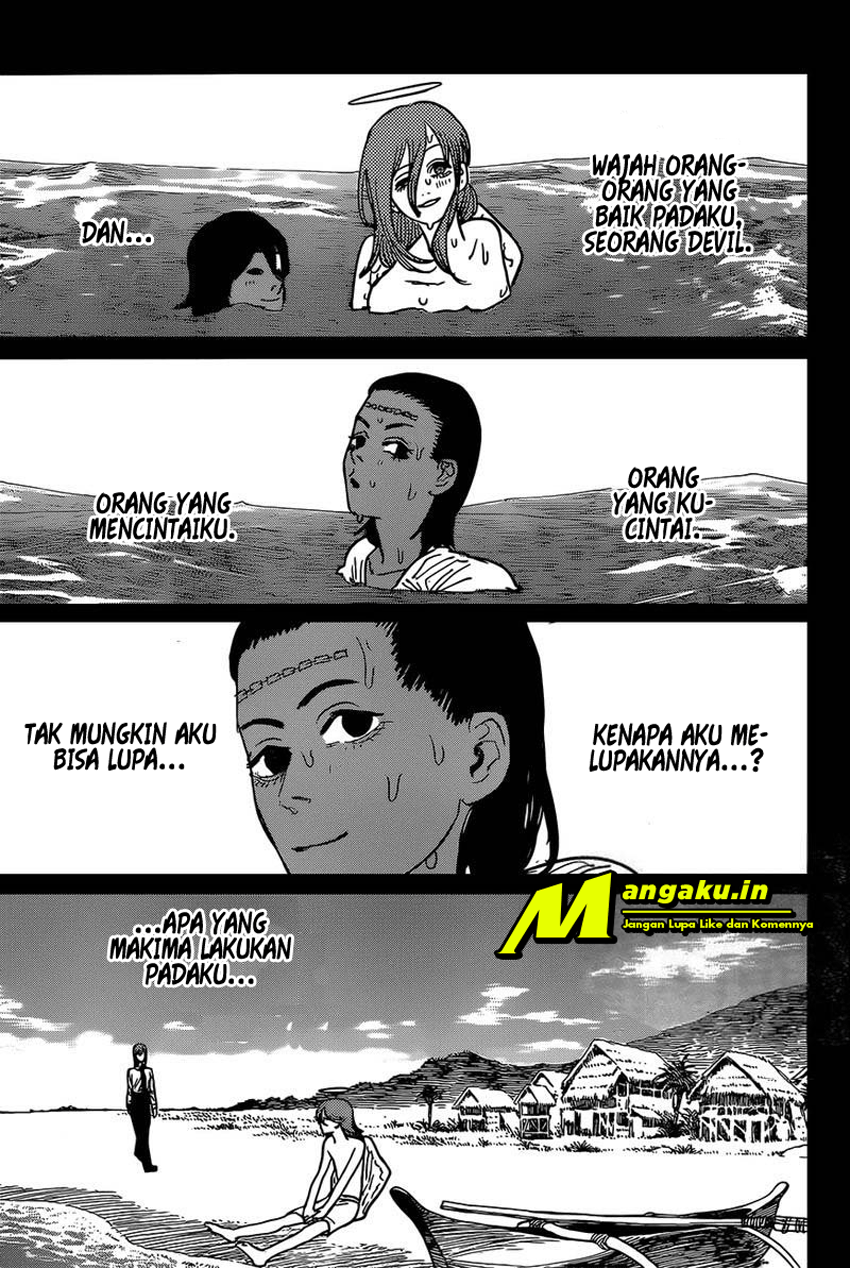 WAJAH ORANG-
ORANG YANG
BAIK PADAKU,
SEORANG DEVIL.
DAN...
ORANG
YANG KU-
CINTAI.
ORANG YANG
MENCINTAIKU.
KENAPA AKU ME-
LUPAKANNYA...?
TAK MUNGKIN AKU
BISA LUPA...
...APA YANG
MAKIMA LAKUKAN
PADAKU...
Mangaku.in
Jangan Lupa Like dan Komennya